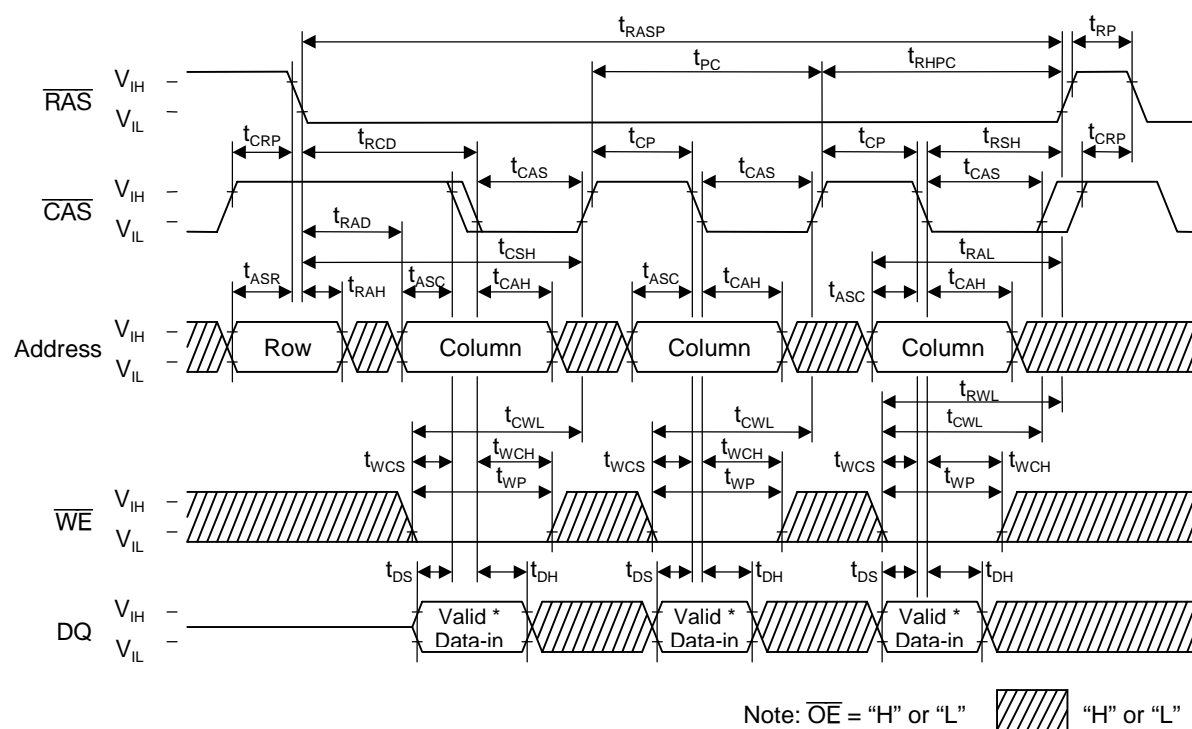 tRASP tRP
tPC tRHPC
VIH
RAS
VIL
tCRP tRCD tCP tCP tRSH tCRP
tCAS tCAS tCAS
VIH
CAS
VIL
tRAD
tCSH tRAL
tASR tRAH tASC tCAH tASC tCAH tASC tCAH
VIH
Address Row Column Column Column
VIL
tRWL
tCWL tCWL tCWL
tWCS tWCH tWCS tWCH tWCS tWCH
tWP tWP tWP
VIH
WE
VIL
tDS tDH tDS tDH tDS tDH
VIH
DQ
VIL
Valid * Valid * Valid *
Data-in Data-in Data-in
Note: OE = “H” or “L” “H” or “L”